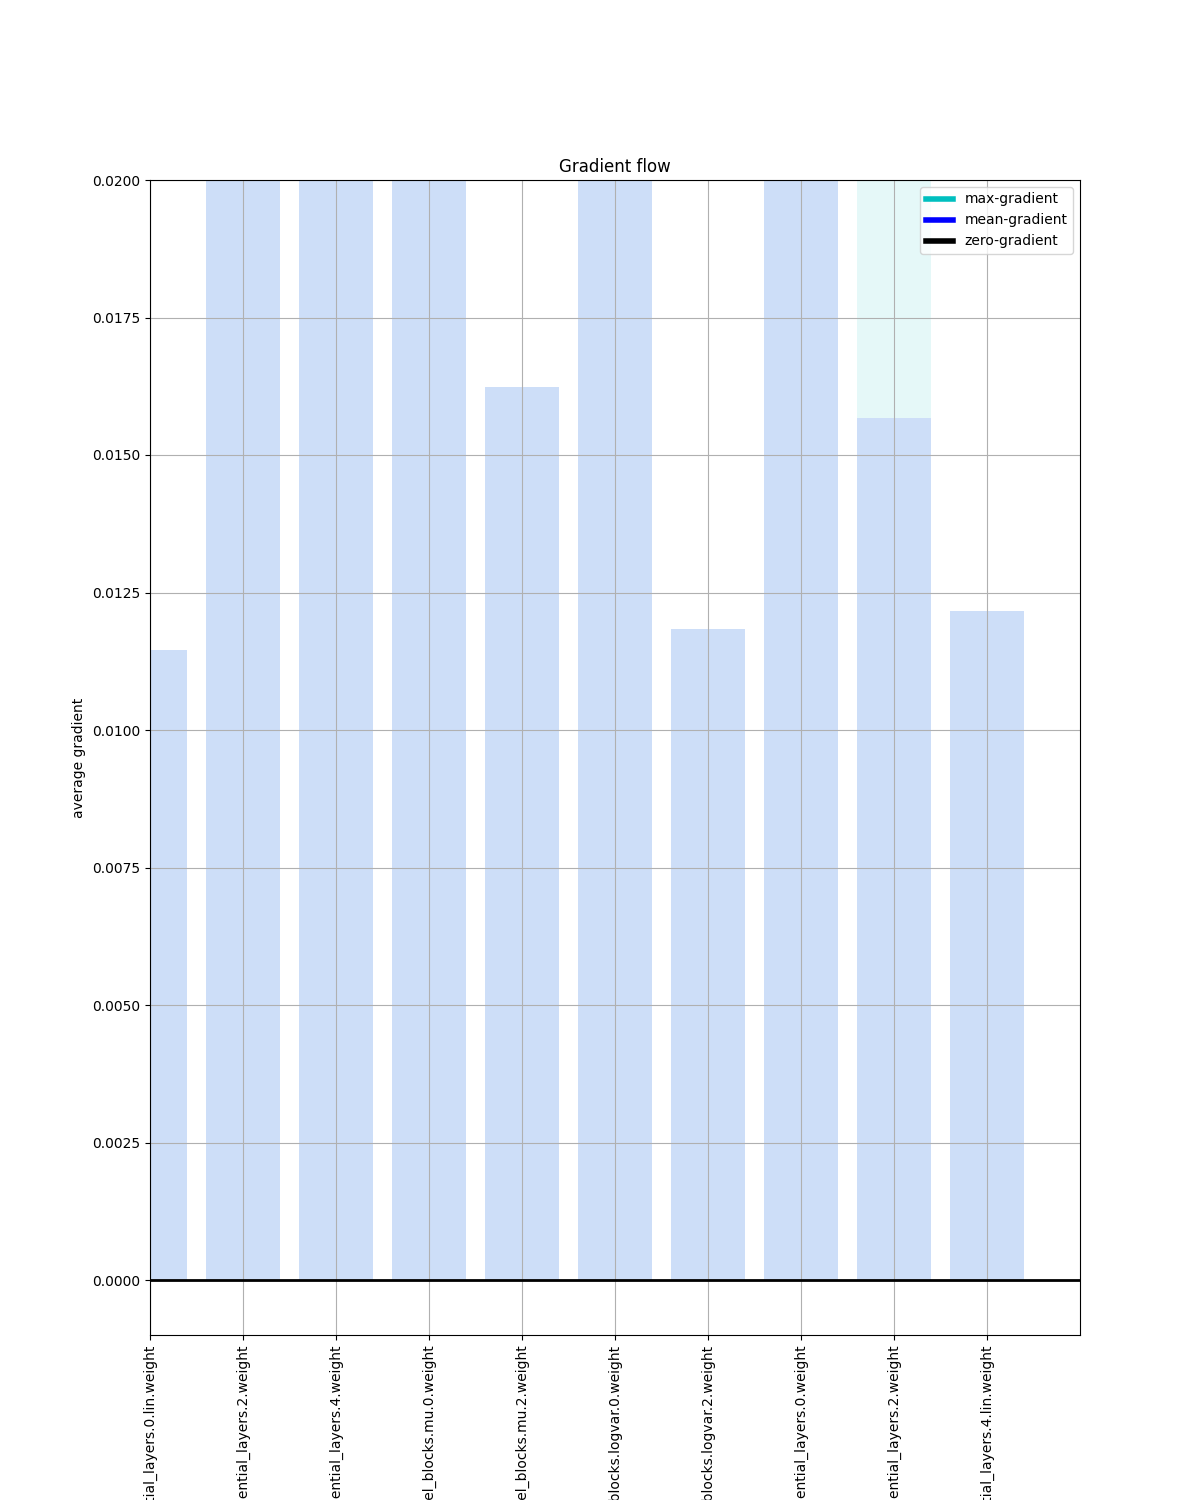 Gradient flow
max-gradient
mean-gradient
zero-gradient
0.0200
0.0175
0.0150
0.0125
0.0100
0.0075
0.0050
0.0025
0.0000
average gradient
tial_layers.0.lin.weight
ential_layers.2.weight
ential_layers.4.weight
el_blocks.mu.0.weight
el_blocks.mu.2.weight
blocks.logvar.0.weight
blocks.logvar.2.weight
ential_layers.0.weight
ential_layers.2.weight
tial_layers.4.lin.weight